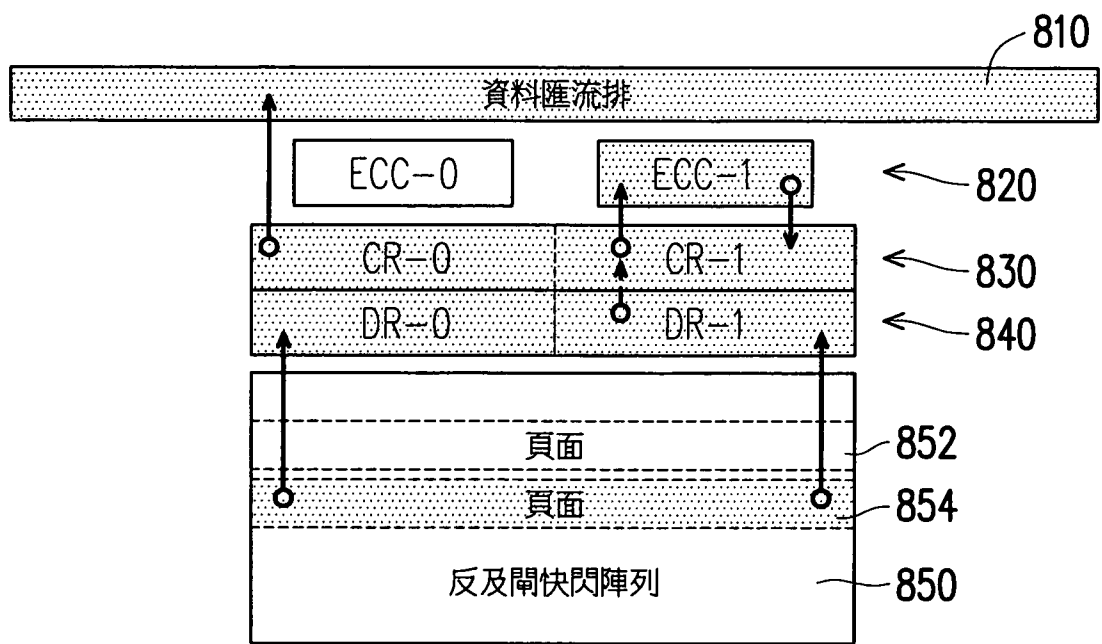 810
資料匯流排
ECC-0
ECC-1
820
CR-0
CR-1
830
DR-0
DR-1
840
頁面
852
頁面
854
反及閘快閃陣列
850